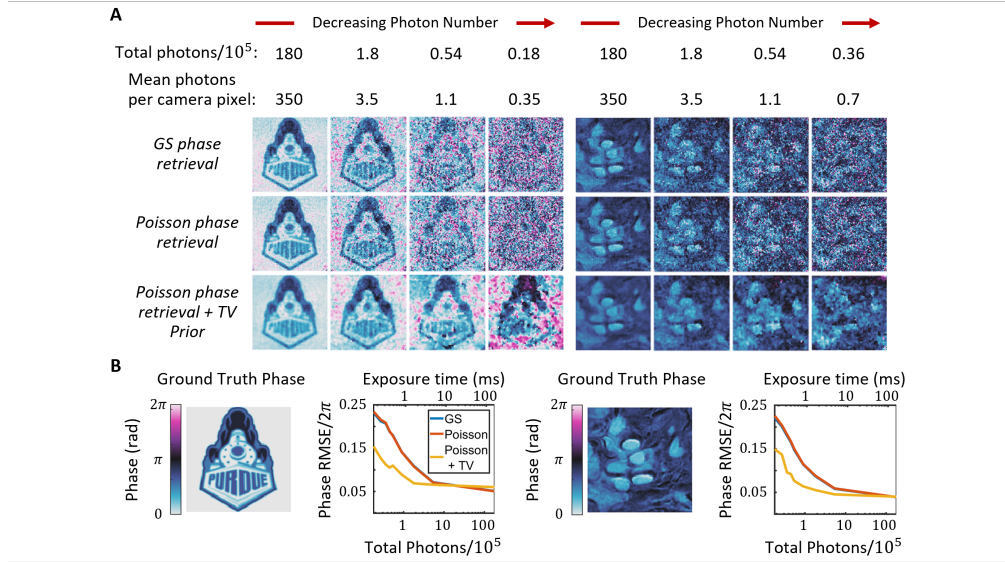 A
Decreasing Photon Number
Decreasing Photon Number
Total photons/10⁵: 180 1.8 0.54 0.18 180 1.8 0.54 0.36
Mean photons
per camera pixel: 350 3.5 1.1 0.35 350 3.5 1.1 0.7
GS phase
retrieval
PURDUE
Poisson phase
retrieval
PURDUE
Poisson phase
retrieval + TV
Prior
PURDUE
B
Ground Truth Phase
Phase (rad)
2π
π
0
PURDUE
Exposure time (ms)
1 10 100
Phase RMSE/2π
0.25
0.15
0.05
GS
Poisson
Poisson
+ TV
1 10 100
Total Photons/10⁵
Ground Truth Phase
Phase (rad)
2π
π
0
Exposure time (ms)
1 10 100
Phase RMSE/2π
0.25
0.15
0.05
1 10 100
Total Photons/10⁵